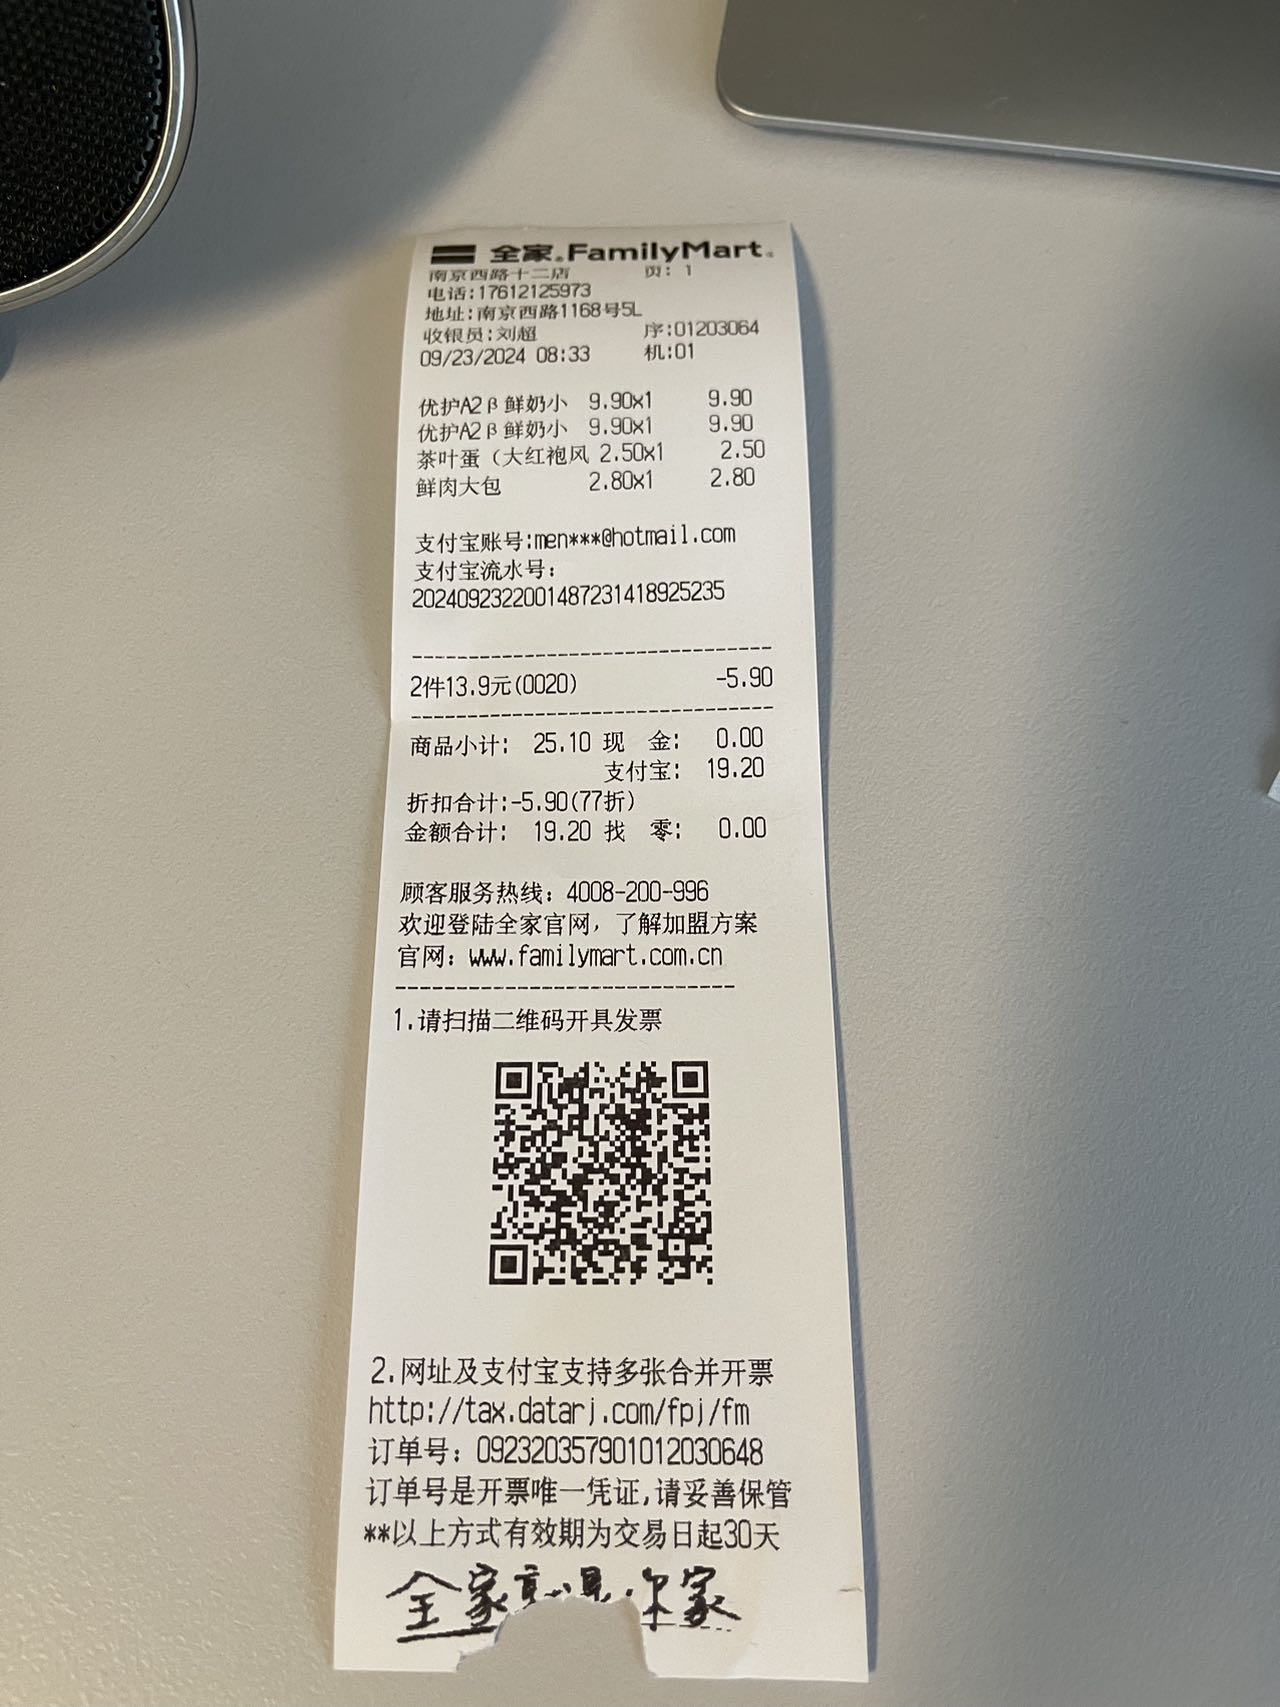 全家 FamilyMart
南京西路十二店 页: 1
电话:17612125973
地址:南京西路1168号5L
收银员:刘超 序:01203064
09/23/2024 08:33 机:01
优护A2β鲜奶小 9.90x1 9.90
优护A2β鲜奶小 9.90x1 9.90
茶叶蛋（大红袍风 2.50x1 2.50
鲜肉大包 2.80x1 2.80
支付宝账号:men***@hotmail.com
支付宝流水号:
2024092322001487231418925235
2件13.9元(0020) -5.90
商品小计: 25.10 现 金: 0.00
支付宝: 19.20
折扣合计:-5.90(77折)
金额合计: 19.20 找 零: 0.00
顾客服务热线: 4008-200-996
欢迎登陆全家官网, 了解加盟方案
官网: www.familymart.com.cn
1.请扫描二维码开具发票
2.网址及支付宝支持多张合并开票
http://tax.datarj.com/fpj/fm
订单号: 092320357901012030648
订单号是开票唯一凭证,请妥善保管
**以上方式有效期为交易日起30天
全家就是你家